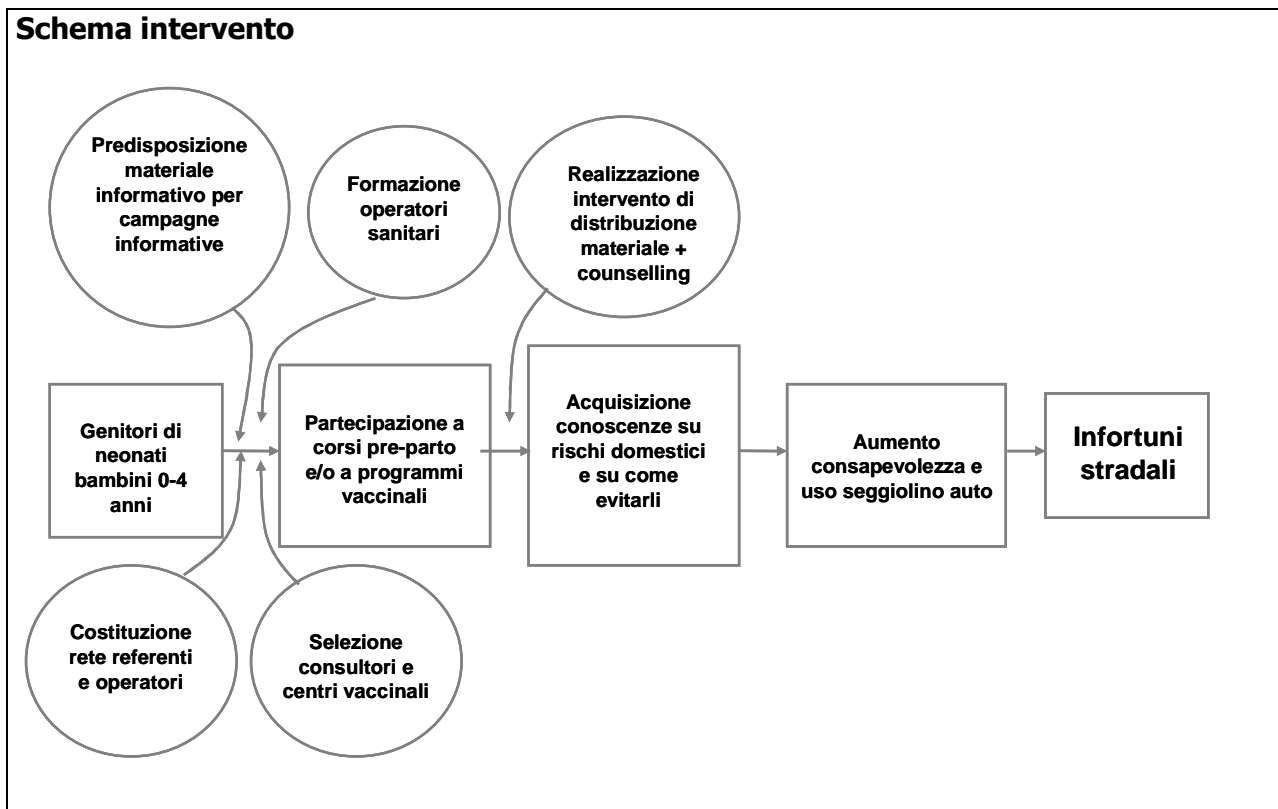 Schema intervento
Predisposizione
materiale
informativo per
campagne
informative
Formazione
operatori
sanitari
Realizzazione
intervento di
distribuzione
materiale +
counselling
Genitori di
neonati
bambini 0-4
anni
Partecipazione a
corsi pre-parto
e/o a programmi
vaccinali
Acquisizione
conoscenze su
rischi domestici
e su come
evitarli
Aumento
consapevolezza e
uso seggiolino auto
Infortuni
stradali
Costituzione
rete referenti
e operatori
Selezione
consultori e
centri vaccinali